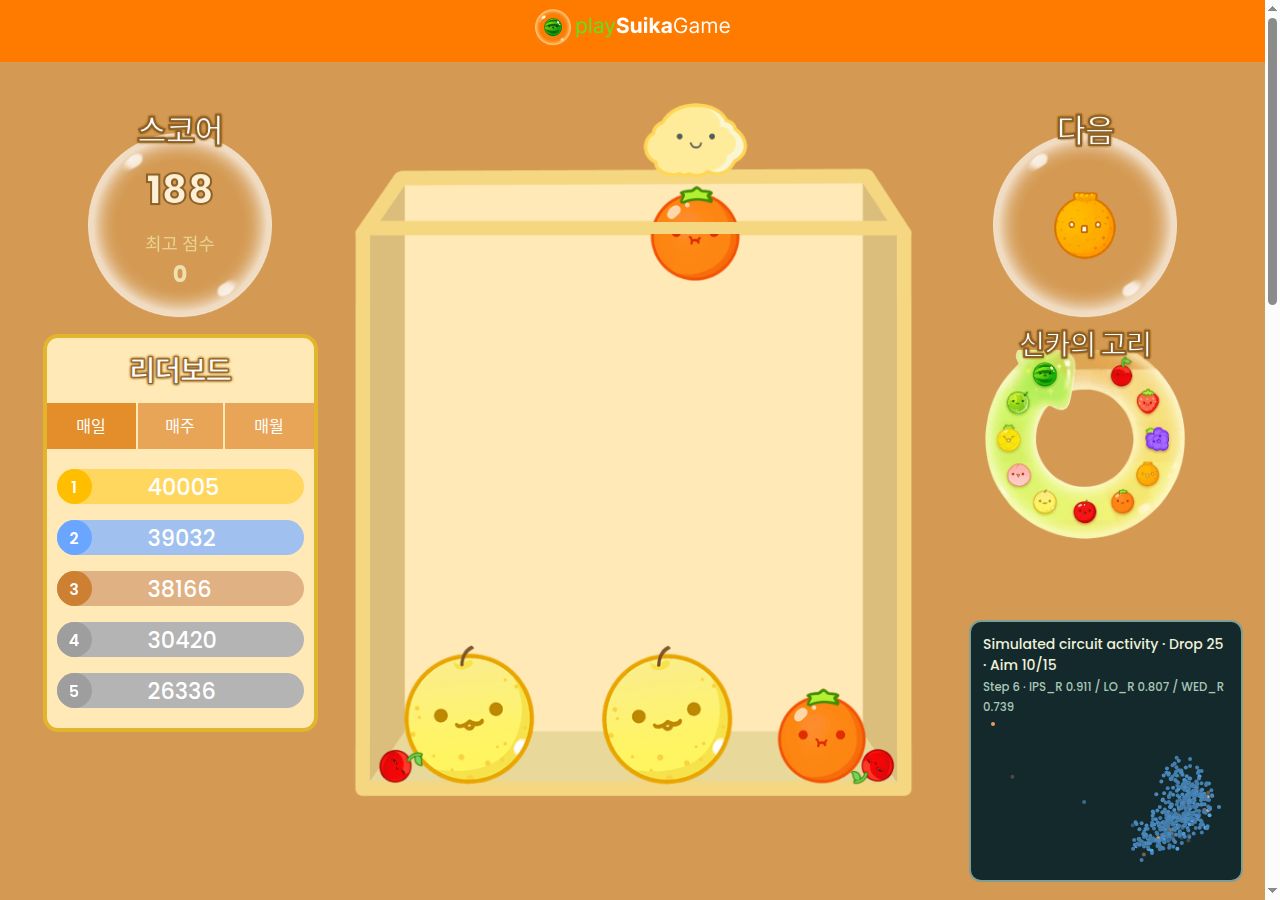 playSuikaGame
스코어
188
최고 점수
0
리더보드
매일 매주 매월
1 40005
2 39032
3 38166
4 30420
5 26336
다음
신카의 고리
Simulated circuit activity · Drop 25
· Aim 10/15
Step 6 · IPS_R 0.911 / LO_R 0.807 / WED_R
0.739